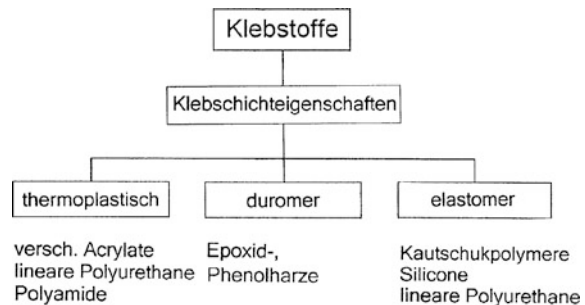 Klebstoffe
Klebschichteigenschaften
thermoplastisch
duromer
elastomer
versch. Acrylate
lineare Polyurethane
Polyamide
Epoxid-,
Phenolharze
Kautschukpolymere
Silicone
lineare Polyurethane